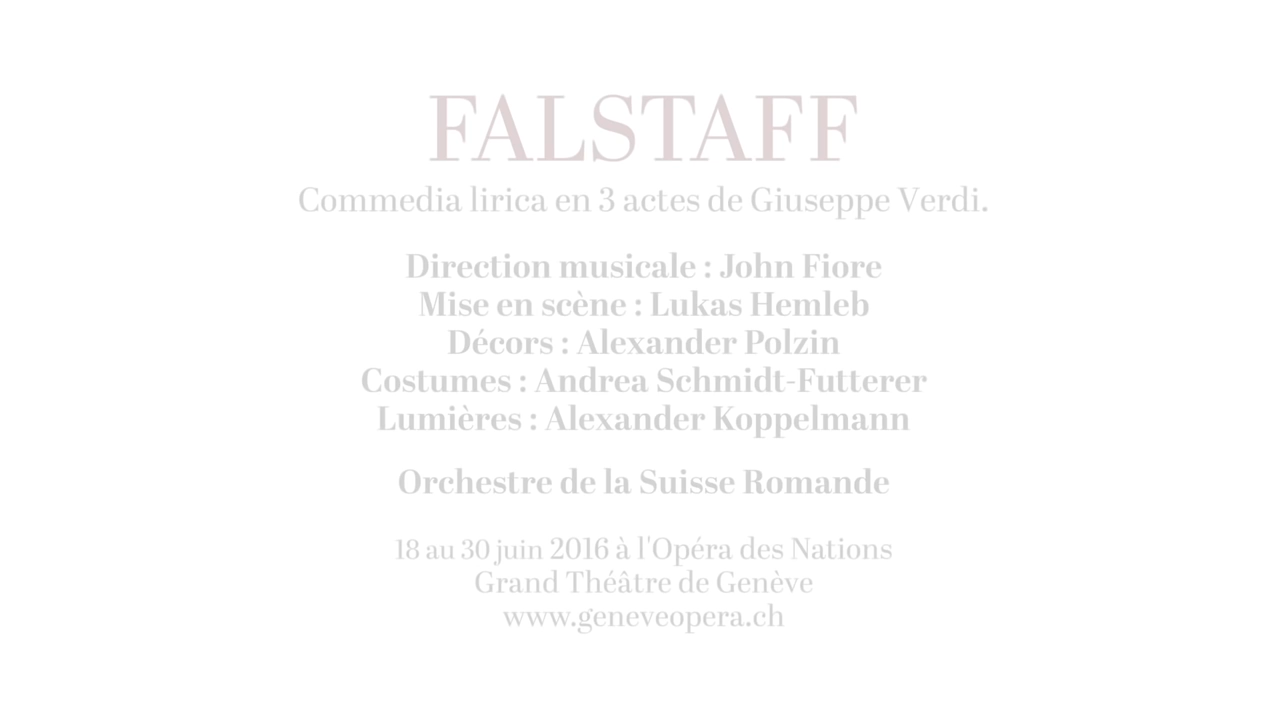 FALSTAFF
Commedia lirica en 3 actes de Giuseppe Verdi.
Direction musicale : John Fiore
Mise en scène : Lukas Hemleb
Décors : Alexander Polzin
Costumes : Andrea Schmidt-Futterer
Lumières : Alexander Koppelmann
Orchestre de la Suisse Romande
18 au 30 juin 2016 à l'Opéra des Nations
Grand Théâtre de Genève
www.geneveopera.ch